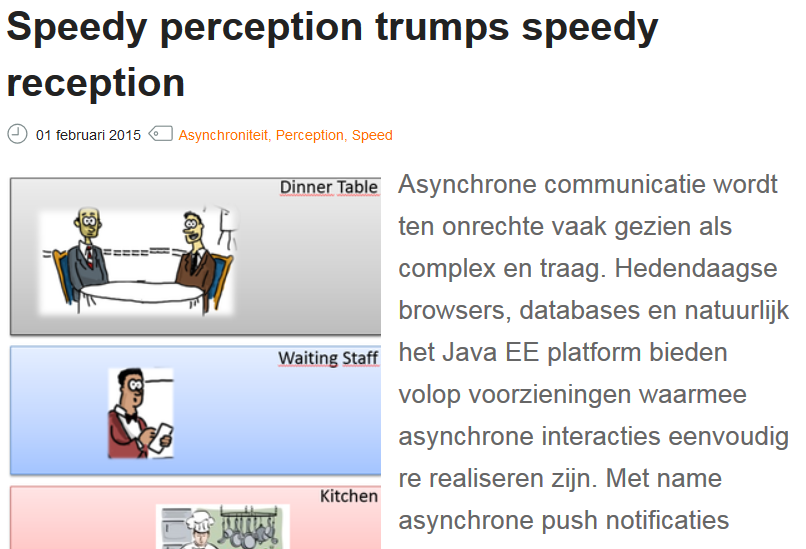 Speedy perception trumps speedy
reception
01 februari 2015 Asynchroniteit, Perception, Speed
Dinner Table
Waiting Staff
Kitchen
Asynchrone communicatie wordt
ten onrechte vaak gezien als
complex en traag. Hedendaagse
browsers, databases en natuurlijk
het Java EE platform bieden
volop voorzieningen waarmee
asynchrone interacties eenvoudig
re realiseren zijn. Met name
asynchrone push notificaties